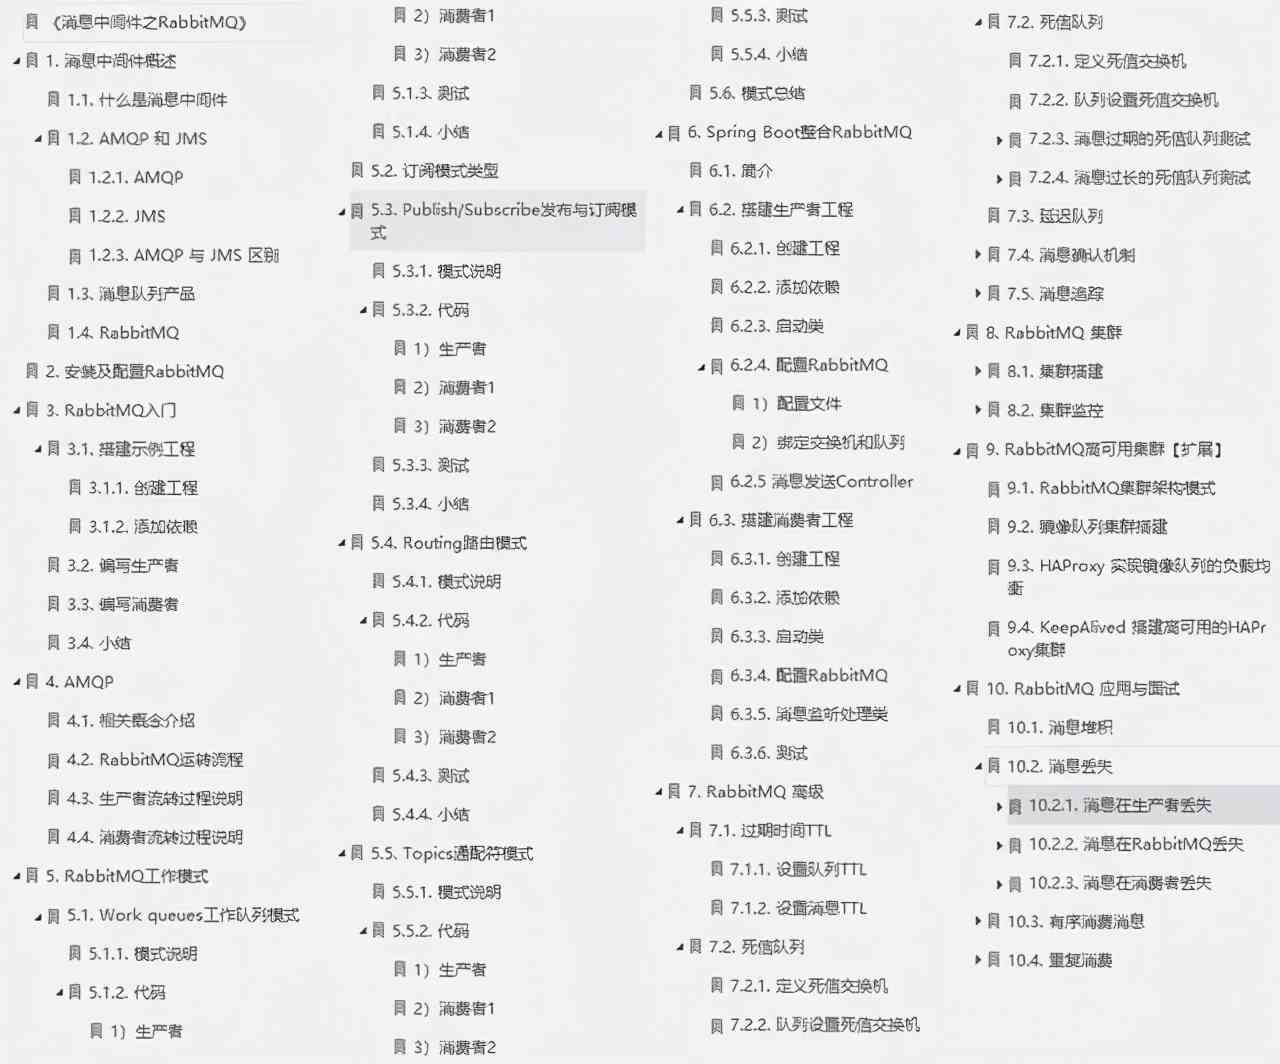 《消息中间件之RabbitMQ》
1. 消息中间件概述
1.1. 什么是消息中间件
1.2. AMQP 和 JMS
1.2.1. AMQP
1.2.2. JMS
1.2.3. AMQP 与 JMS 区别
1.3. 消息队列产品
1.4. RabbitMQ
2. 安装及配置RabbitMQ
3. RabbitMQ入门
3.1. 搭建示例工程
3.1.1. 创建工程
3.1.2. 添加依赖
3.2. 编写生产者
3.3. 编写消费者
3.4. 小结
4. AMQP
4.1. 相关概念介绍
4.2. RabbitMQ运转流程
4.3. 生产者流转过程说明
4.4. 消费者流转过程说明
5. RabbitMQ工作模式
5.1. Work queues工作队列模式
5.1.1. 模式说明
5.1.2. 代码
1）生产者
2）消费者1
3）消费者2
5.1.3. 测试
5.1.4. 小结
5.2. 订阅模式类型
5.3. Publish/Subscribe发布与订阅模
式
5.3.1. 模式说明
5.3.2. 代码
1）生产者
2）消费者1
3）消费者2
5.3.3. 测试
5.3.4. 小结
5.4. Routing路由模式
5.4.1. 模式说明
5.4.2. 代码
1）生产者
2）消费者1
3）消费者2
5.4.3. 测试
5.4.4. 小结
5.5. Topics通配符模式
5.5.1. 模式说明
5.5.2. 代码
1）生产者
2）消费者1
3）消费者2
5.5.3. 测试
5.5.4. 小结
5.6. 模式总结
6. Spring Boot整合RabbitMQ
6.1. 简介
6.2. 搭建生产者工程
6.2.1. 创建工程
6.2.2. 添加依赖
6.2.3. 启动类
6.2.4. 配置RabbitMQ
1）配置文件
2）绑定交换机和队列
6.2.5 消息发送Controller
6.3. 搭建消费者工程
6.3.1. 创建工程
6.3.2. 添加依赖
6.3.3. 启动类
6.3.4. 配置RabbitMQ
6.3.5. 消息监听处理类
6.3.6. 测试
7. RabbitMQ 高级
7.1. 过期时间TTL
7.1.1. 设置队列TTL
7.1.2. 设置消息TTL
7.2. 死信队列
7.2.1. 定义死信交换机
7.2.2. 队列设置死信交换机
7.2. 死信队列
7.2.1. 定义死信交换机
7.2.2. 队列设置死信交换机
7.2.3. 消息过期的死信队列测试
7.2.4. 消息过长的死信队列测试
7.3. 延迟队列
7.4. 消息确认机制
7.5. 消息追踪
8. RabbitMQ 集群
8.1. 集群搭建
8.2. 集群监控
9. RabbitMQ高可用集群【扩展】
9.1. RabbitMQ集群架构模式
9.2. 镜像队列集群搭建
9.3. HAProxy 实现镜像队列的负载均
衡
9.4. KeepAlived 搭建高可用的HAPr
oxy集群
10. RabbitMQ 应用与面试
10.1. 消息堆积
10.2. 消息丢失
10.2.1. 消息在生产者丢失
10.2.2. 消息在RabbitMQ丢失
10.2.3. 消息在消费者丢失
10.3. 有序消费消息
10.4. 重复消费